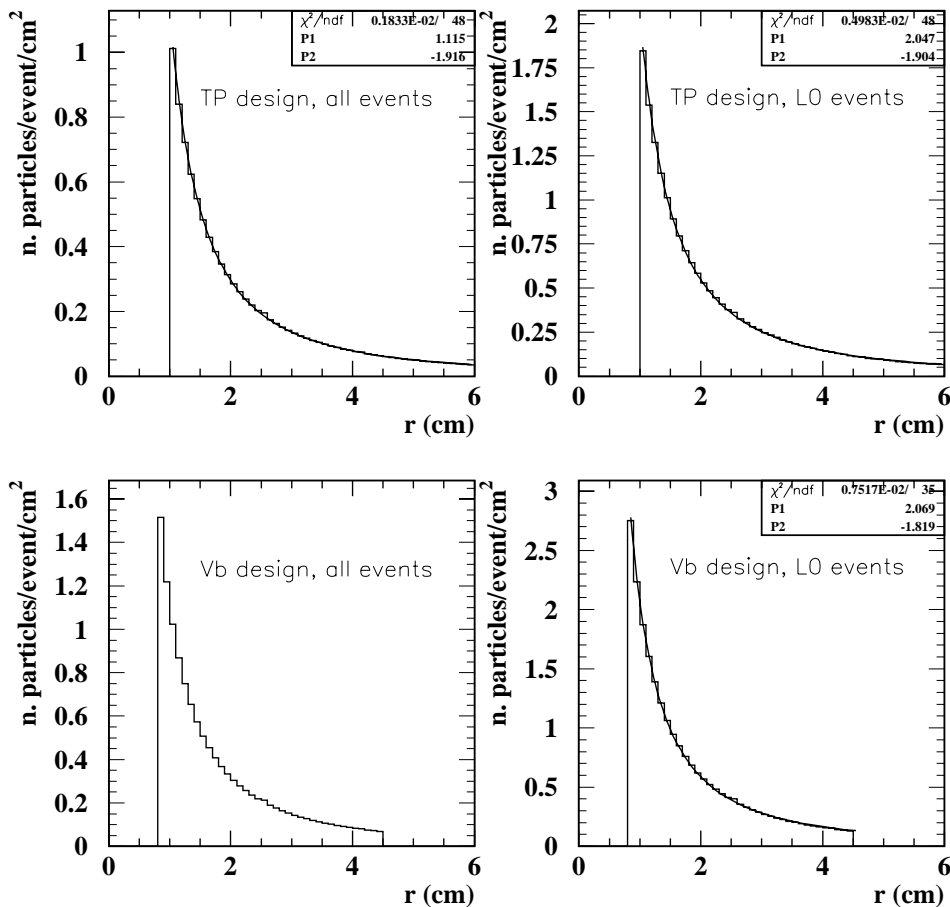 χ²/ndf 0.1833E-02/ 48
P1 1.115
P2 -1.916
TP design, all events
n. particles/event/cm²
1
0.8
0.6
0.4
0.2
0
0 2 4 6
r (cm)
χ²/ndf 0.4983E-02/ 48
P1 2.047
P2 -1.904
TP design, L0 events
n. particles/event/cm²
2
1.75
1.5
1.25
1
0.75
0.5
0.25
0
0 2 4 6
r (cm)
Vb design, all events
n. particles/event/cm²
1.6
1.4
1.2
1
0.8
0.6
0.4
0.2
0
0 2 4 6
r (cm)
χ²/ndf 0.7517E-02/ 35
P1 2.069
P2 -1.819
Vb design, L0 events
n. particles/event/cm²
3
2.5
2
1.5
1
0.5
0
0 2 4 6
r (cm)